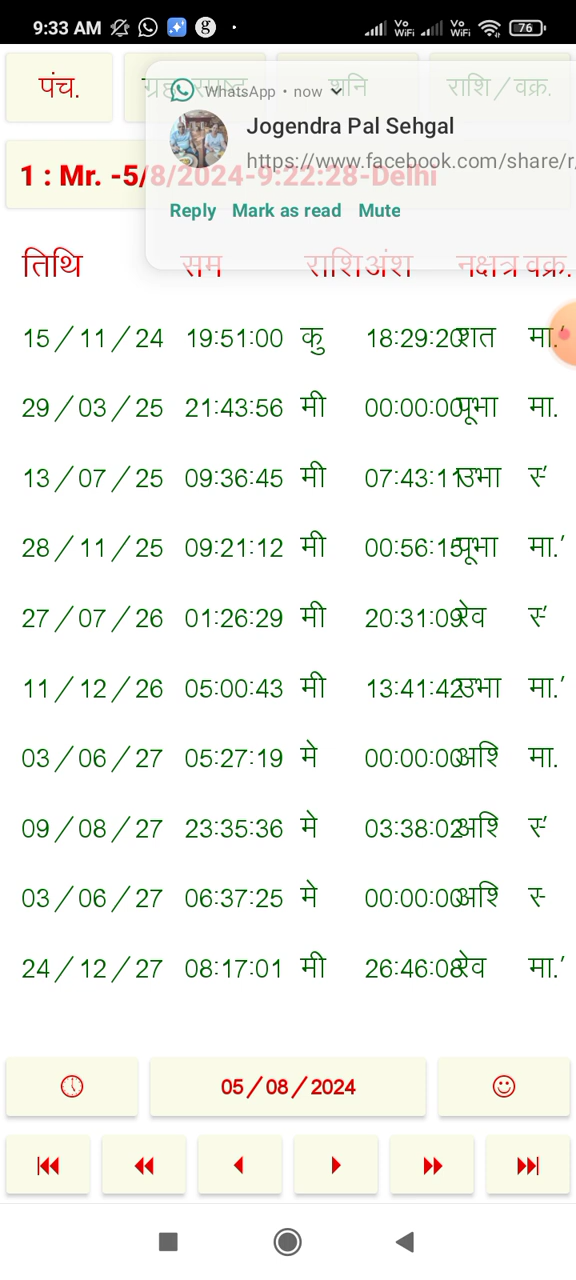 9:33 AM
Vo WiFi Vo WiFi 76
पंच. शनि राशि/वक्र.
WhatsApp • now
Jogendra Pal Sehgal
https://www.facebook.com/share/r/
1 : Mr. -5/8/2024-9:22:28-Delhi
Reply Mark as read Mute
तिथि सम राशि अंश नक्षत्र वक्र.
15/11/24 19:51:00 कु 18:29:20 शत मा.'
29/03/25 21:43:56 मी 00:00:00 पूभा मा.
13/07/25 09:36:45 मी 07:43:11 उभा स्'
28/11/25 09:21:12 मी 00:56:15 पूभा मा.'
27/07/26 01:26:29 मी 20:31:09 रेव स्'
11/12/26 05:00:43 मी 13:41:42 उभा मा.'
03/06/27 05:27:19 मे 00:00:00 अश्वि मा.
09/08/27 23:35:36 मे 03:38:02 अश्वि स्'
03/06/27 06:37:25 मे 00:00:00 अश्वि स्
24/12/27 08:17:01 मी 26:46:08 रेव मा.'
05/08/2024